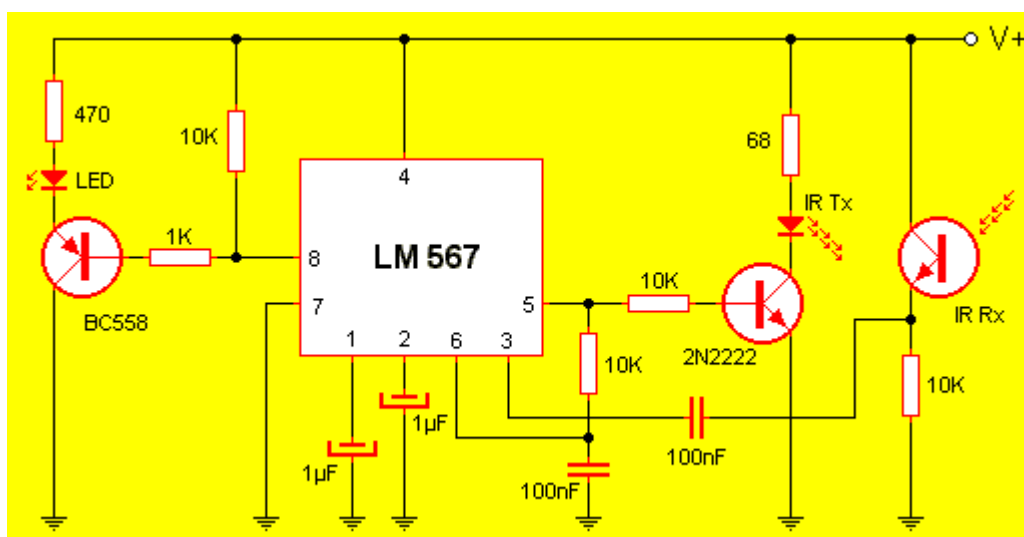 V+
470
10K
68
4
LED
IR Tx
LM 567
1K
8
10K
BC558
7
5
IR Rx
1
2
6
3
2N2222
10K
10K
1µF
1µF
100nF
100nF